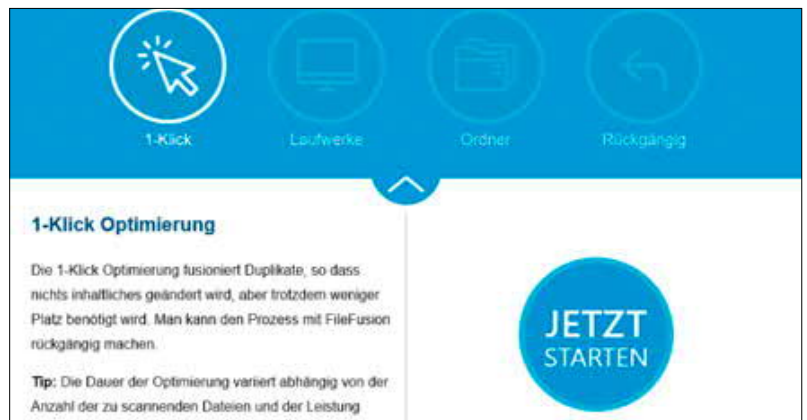 1-Klick
Laufwerke
Ordner
Rückgängig
1-Klick Optimierung
Die 1-Klick Optimierung fusioniert Duplikate, so dass
nichts inhaltliches geändert wird, aber trotzdem weniger
Platz benötigt wird. Man kann den Prozess mit FileFusion
rückgängig machen.
Tip: Die Dauer der Optimierung variiert abhängig von der
Anzahl der zu scannenden Dateien und der Leistung
JETZT
STARTEN